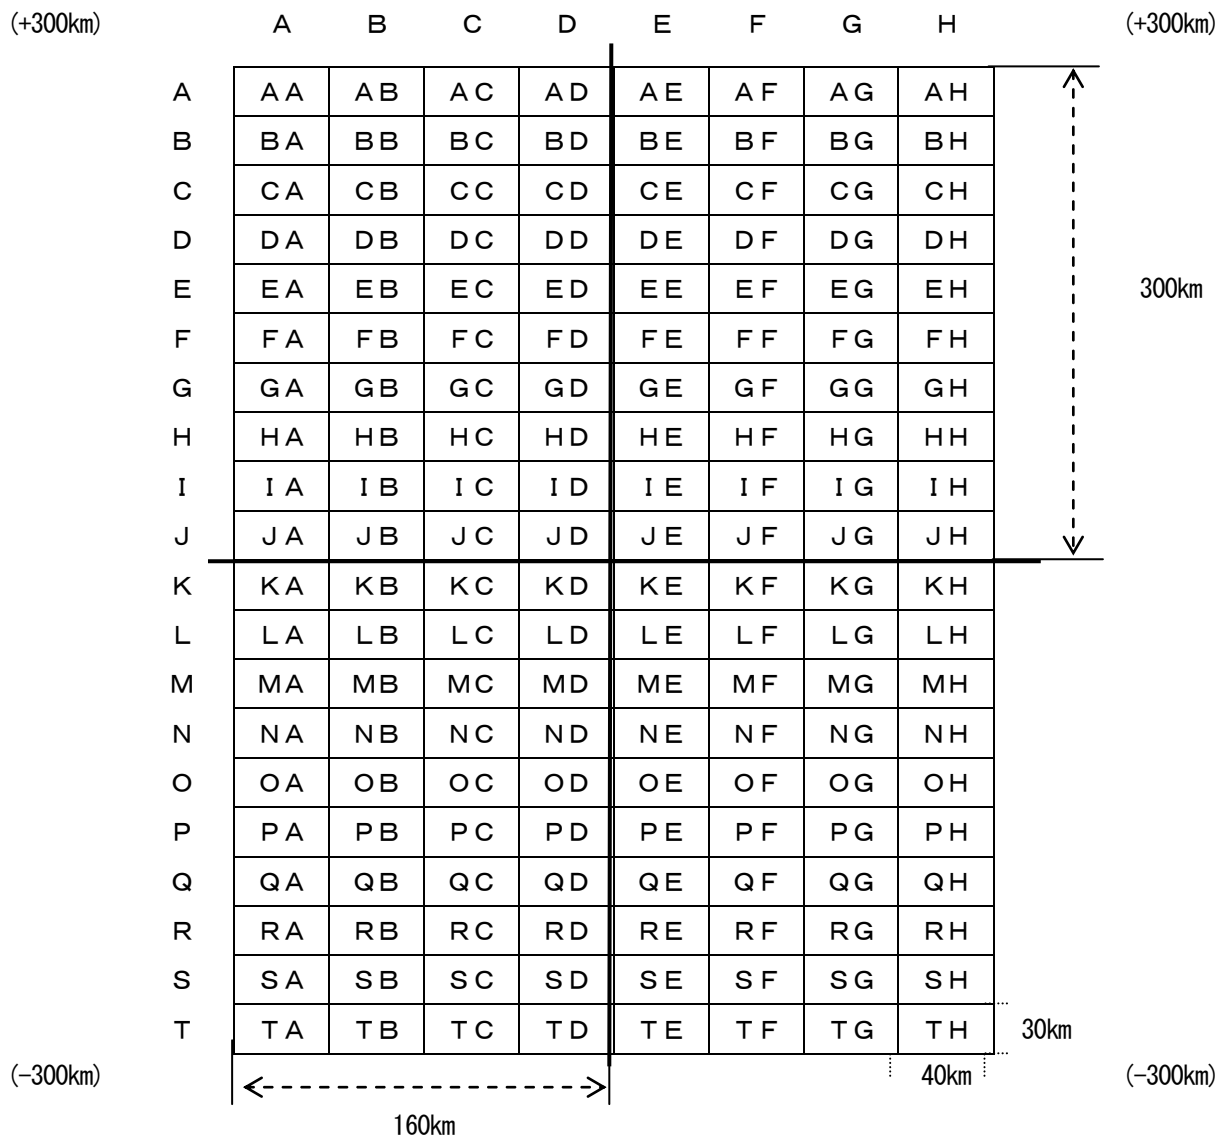 (+300km) A B C D E F G H (+300km)
A AA AB AC AD AE AF AG AH
B BA BB BC BD BE BF BG BH
C CA CB CC CD CE CF CG CH
D DA DB DC DD DE DF DG DH
E EA EB EC ED EE EF EG EH 300km
F FA FB FC FD FE FF FG FH
G GA GB GC GD GE GF GG GH
H HA HB HC HD HE HF HG HH
I IA IB IC ID IE IF IG IH
J JA JB JC JD JE JF JG JH
K KA KB KC KD KE KF KG KH
L LA LB LC LD LE LF LG LH
M MA MB MC MD ME MF MG MH
N NA NB NC ND NE NF NG NH
O OA OB OC OD OE OF OG OH
P PA PB PC PD PE PF PG PH
Q QA QB QC QD QE QF QG QH
R RA RB RC RD RE RF RG RH
S SA SB SC SD SE SF SG SH
T TA TB TC TD TE TF TG TH 30km
(-300km) 40km (-300km)
160km